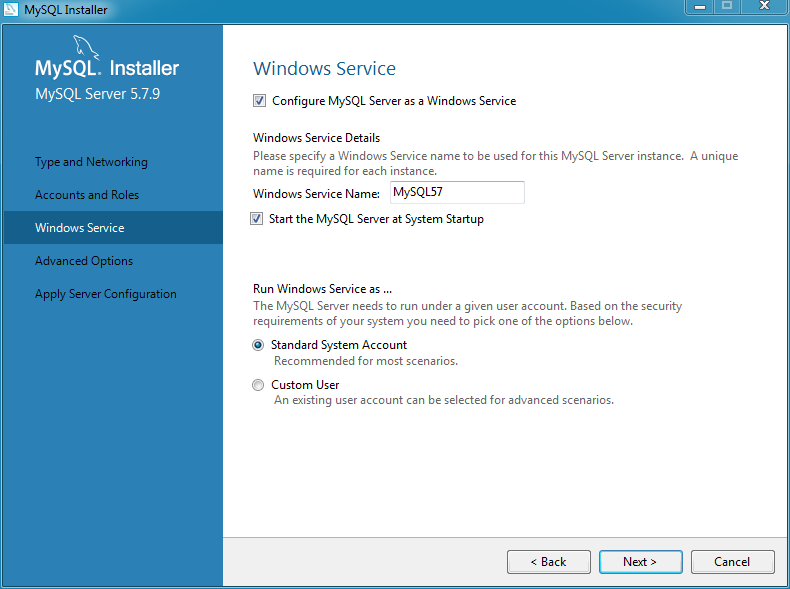 MySQL Installer
MySQL. Installer
MySQL Server 5.7.9
Type and Networking
Accounts and Roles
Windows Service
Advanced Options
Apply Server Configuration
Windows Service
Configure MySQL Server as a Windows Service
Windows Service Details
Please specify a Windows Service name to be used for this MySQL Server instance. A unique
name is required for each instance.
Windows Service Name: MySQL57
Start the MySQL Server at System Startup
Run Windows Service as ...
The MySQL Server needs to run under a given user account. Based on the security
requirements of your system you need to pick one of the options below.
Standard System Account
Recommended for most scenarios.
Custom User
An existing user account can be selected for advanced scenarios.
< Back Next > Cancel